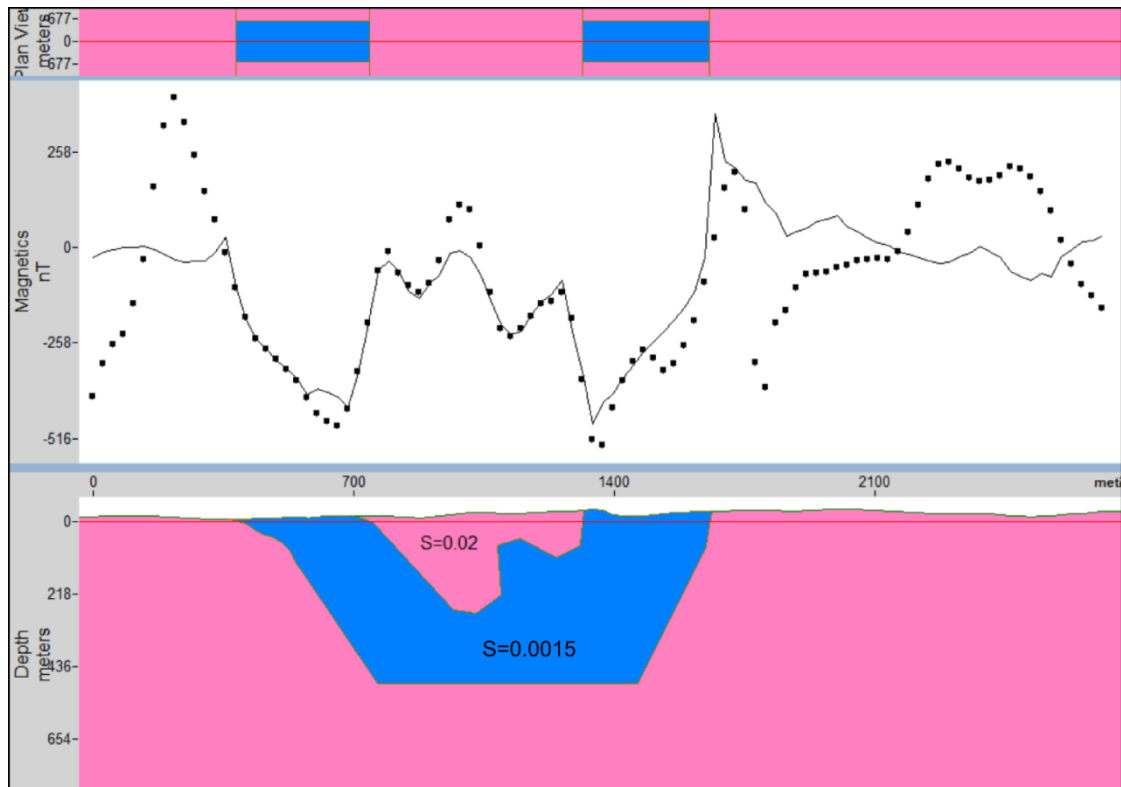 Plan View
meters
677-
0-
677-
Magnetics
nT
258-
0-
-258-
-516-
0
700
1400
2100
Depth
meters
0-
218-
436-
654-
S=0.02
S=0.0015